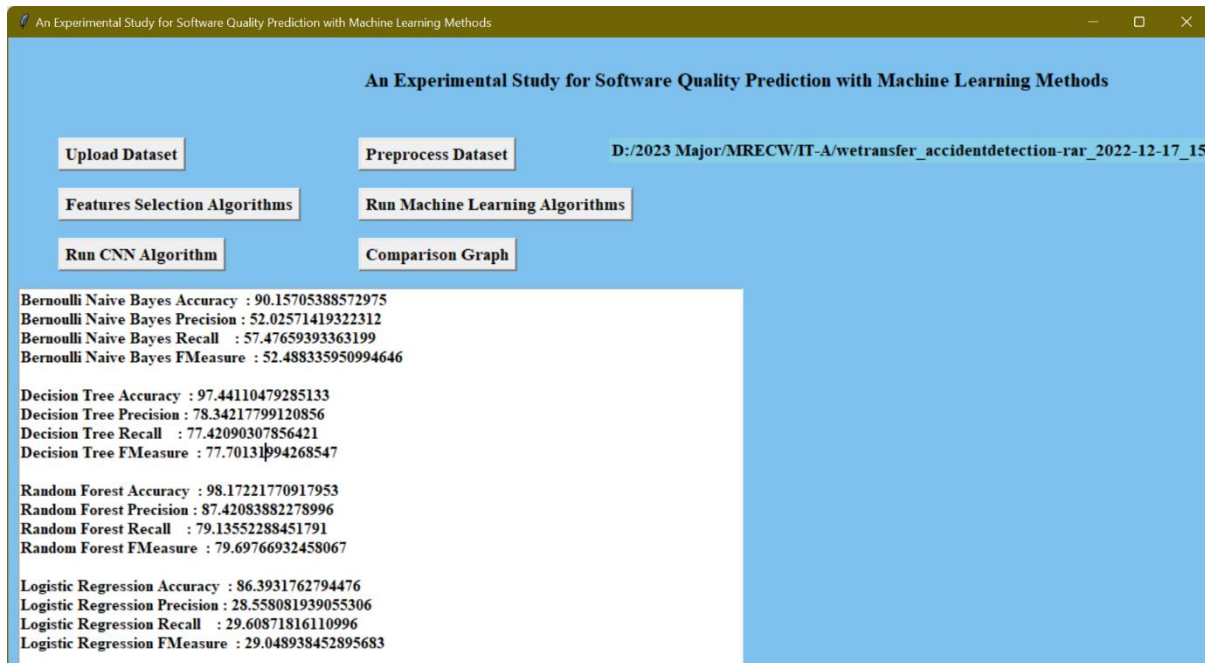 An Experimental Study for Software Quality Prediction with Machine Learning Methods
An Experimental Study for Software Quality Prediction with Machine Learning Methods
Upload Dataset
Preprocess Dataset
D:/2023 Major/MRECW/IT-A/wetransfer_accidentdetection-rar_2022-12-17_15
Features Selection Algorithms
Run Machine Learning Algorithms
Run CNN Algorithm
Comparison Graph
Bernoulli Naive Bayes Accuracy : 90.15705388572975
Bernoulli Naive Bayes Precision : 52.02571419322312
Bernoulli Naive Bayes Recall : 57.47659393363199
Bernoulli Naive Bayes FMeasure : 52.488335950994646
Decision Tree Accuracy : 97.44110479285133
Decision Tree Precision : 78.34217799120856
Decision Tree Recall : 77.42090307856421
Decision Tree FMeasure : 77.70131994268547
Random Forest Accuracy : 98.17221770917953
Random Forest Precision : 87.42083882278996
Random Forest Recall : 79.13552288451791
Random Forest FMeasure : 79.69766932458067
Logistic Regression Accuracy : 86.3931762794476
Logistic Regression Precision : 28.558081939055306
Logistic Regression Recall : 29.60871816110996
Logistic Regression FMeasure : 29.048938452895683